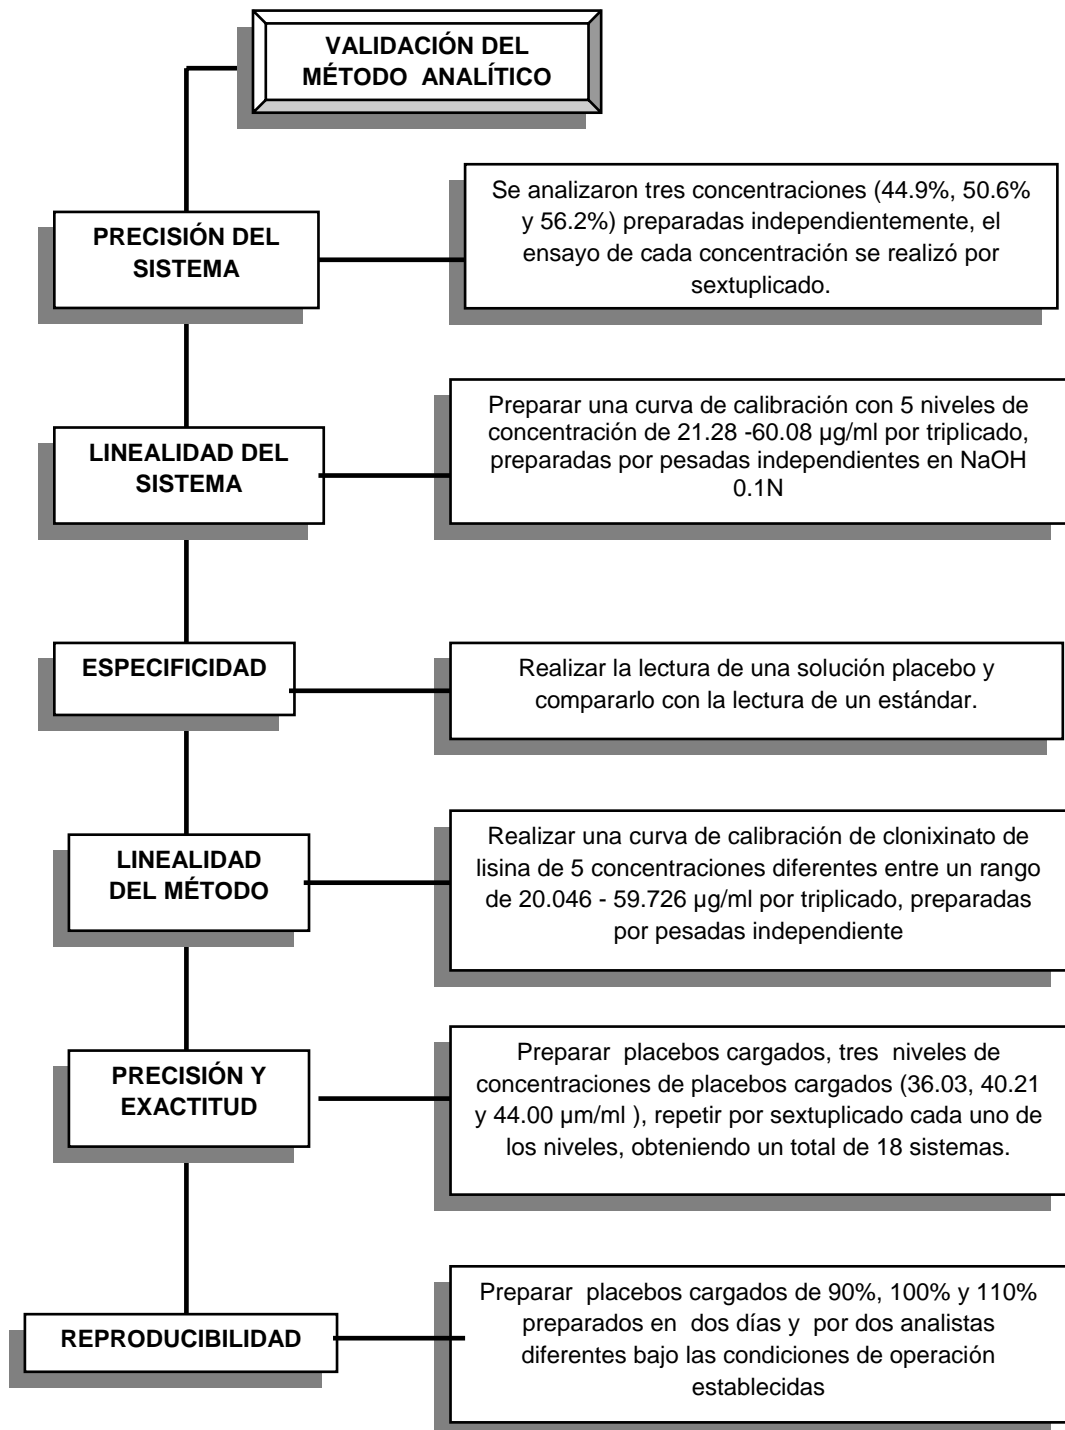 VALIDACIÓN DEL
MÉTODO ANALÍTICO
PRECISIÓN DEL
SISTEMA
Se analizaron tres concentraciones (44.9%, 50.6%
y 56.2%) preparadas independientemente, el
ensayo de cada concentración se realizó por
sextuplicado.
LINEALIDAD DEL
SISTEMA
Preparar una curva de calibración con 5 niveles de
concentración de 21.28 -60.08 µg/ml por triplicado,
preparadas por pesadas independientes en NaOH
0.1N
ESPECIFICIDAD
Realizar la lectura de una solución placebo y
compararlo con la lectura de un estándar.
LINEALIDAD
DEL MÉTODO
Realizar una curva de calibración de clonixinato de
lisina de 5 concentraciones diferentes entre un rango
de 20.046 - 59.726 µg/ml por triplicado, preparadas
por pesadas independiente
PRECISIÓN Y
EXACTITUD
Preparar placebos cargados, tres niveles de
concentraciones de placebos cargados (36.03, 40.21
y 44.00 µm/ml ), repetir por sextuplicado cada uno de
los niveles, obteniendo un total de 18 sistemas.
REPRODUCIBILIDAD
Preparar placebos cargados de 90%, 100% y 110%
preparados en dos días y por dos analistas
diferentes bajo las condiciones de operación
establecidas